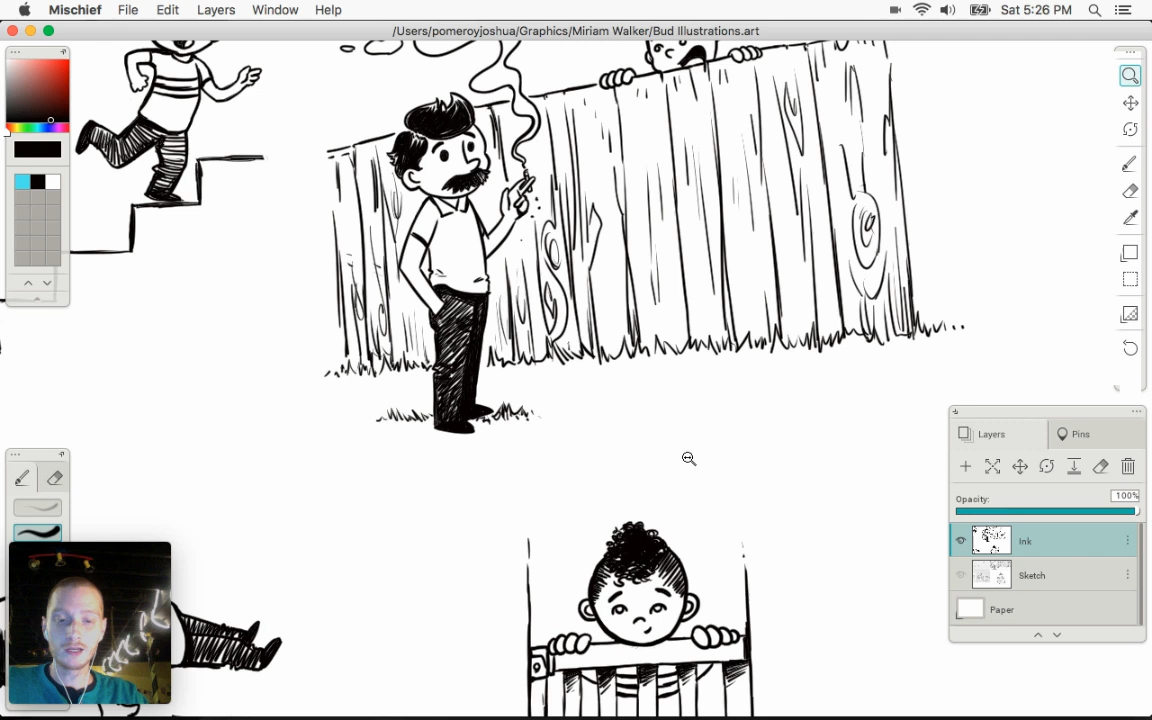 Mischief File Edit Layers Window Help
Sat 5:26 PM
/Users/pomeroyjoshua/Graphics/Miriam Walker/Bud Illustrations.art
Layers
Pins
Opacity:
100%
Ink
Sketch
Paper